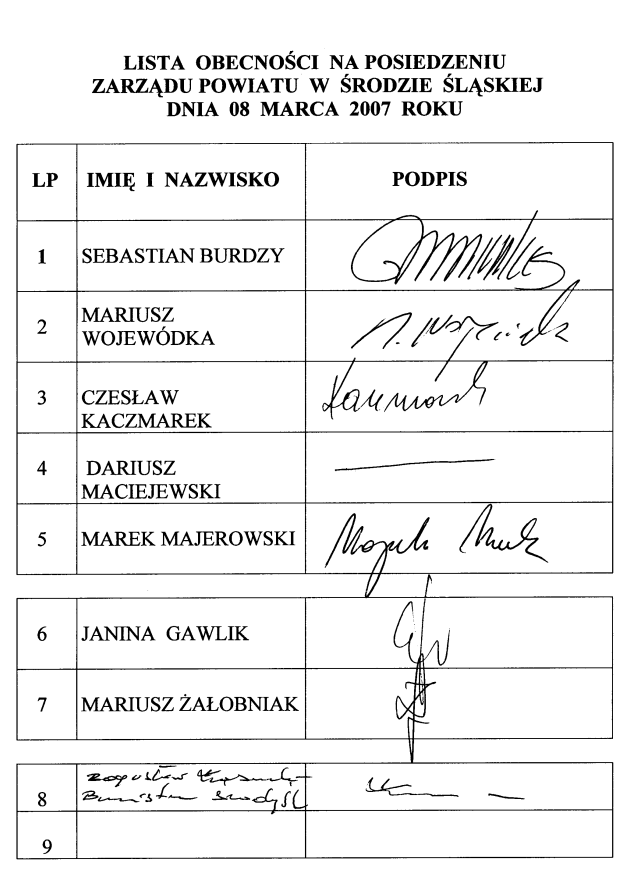 LISTA OBECNOŚCI NA POSIEDZENIU
ZARZĄDU POWIATU W ŚRODZIE ŚLĄSKIEJ
DNIA 08 MARCA 2007 ROKU
LP IMIĘ I NAZWISKO PODPIS
1 SEBASTIAN BURDZY
2 MARIUSZ
WOJEWÓDKA
3 CZESŁAW
KACZMAREK
4 DARIUSZ
MACIEJEWSKI
5 MAREK MAJEROWSKI
6 JANINA GAWLIK
7 MARIUSZ ŻAŁOBNIAK
8
9